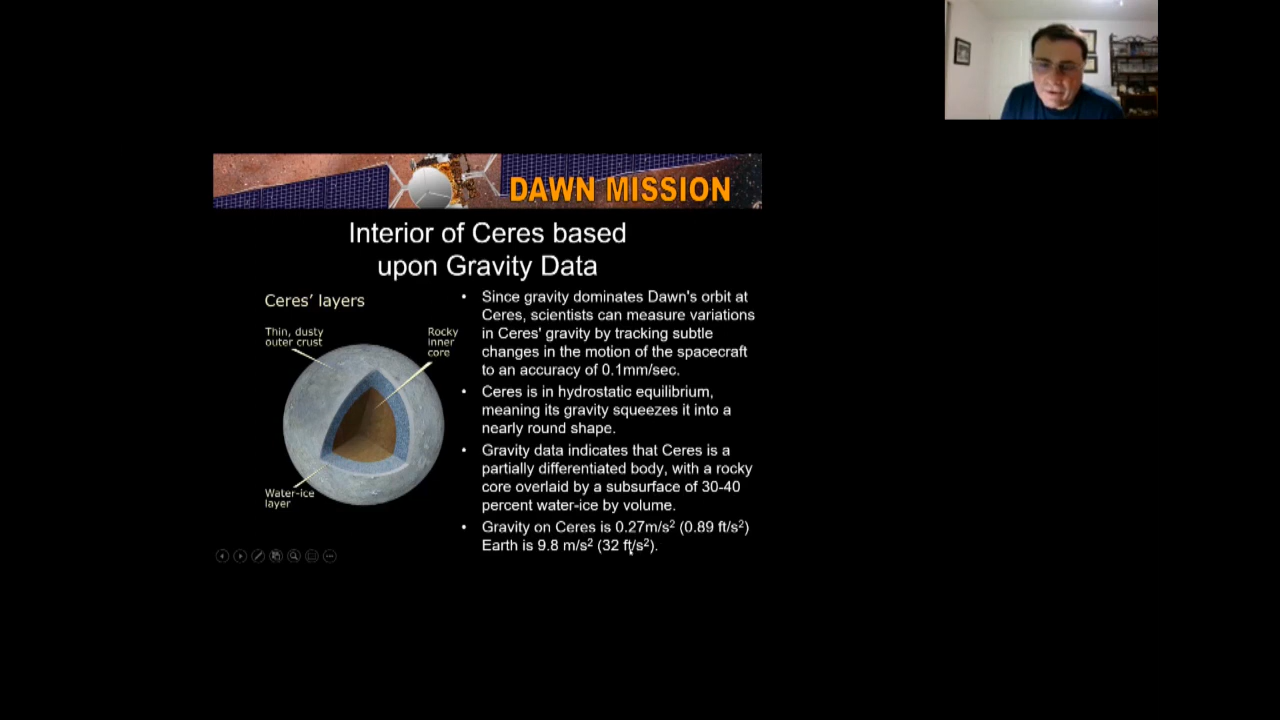 DAWN MISSION
Interior of Ceres based
upon Gravity Data
Ceres' layers
Thin, dusty
outer crust
Rocky
inner
core
Water-ice
layer
• Since gravity dominates Dawn's orbit at
Ceres, scientists can measure variations
in Ceres' gravity by tracking subtle
changes in the motion of the spacecraft
to an accuracy of 0.1mm/sec.
• Ceres is in hydrostatic equilibrium,
meaning its gravity squeezes it into a
nearly round shape.
• Gravity data indicates that Ceres is a
partially differentiated body, with a rocky
core overlaid by a subsurface of 30-40
percent water-ice by volume.
• Gravity on Ceres is 0.27m/s² (0.89 ft/s²)
Earth is 9.8 m/s² (32 ft/s²).